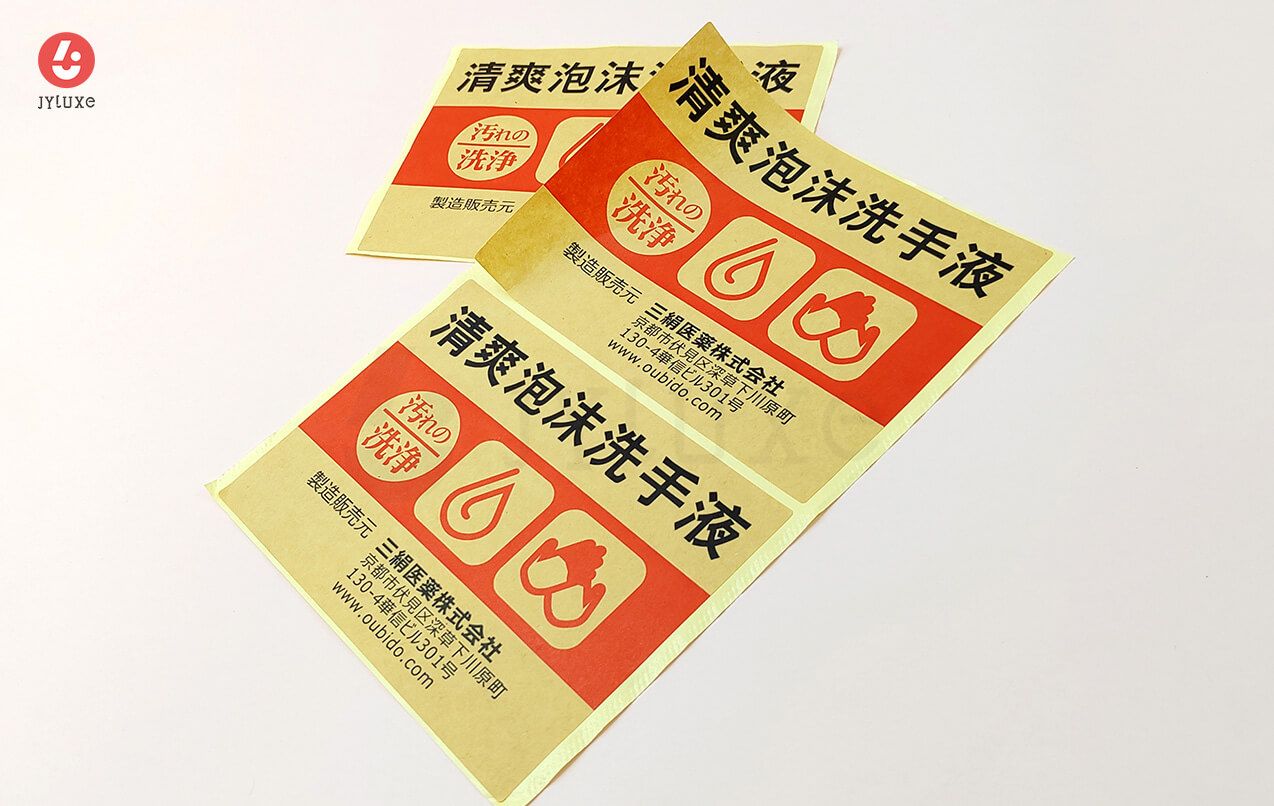 JYLUXE
清爽泡沫 液
汚れの
洗浄
製造販売元
清爽泡沫洗手液
汚れの
洗浄
製造販売元
三絹医薬株式会社
京都市伏見区深草下川原町
130-4華信ビル301号
www.oubido.com
清爽泡沫洗手液
汚れの
洗浄
製造販売元
三絹医薬株式会社
京都市伏見区深草下川原町
130-4華信ビル301号
www.oubido.com